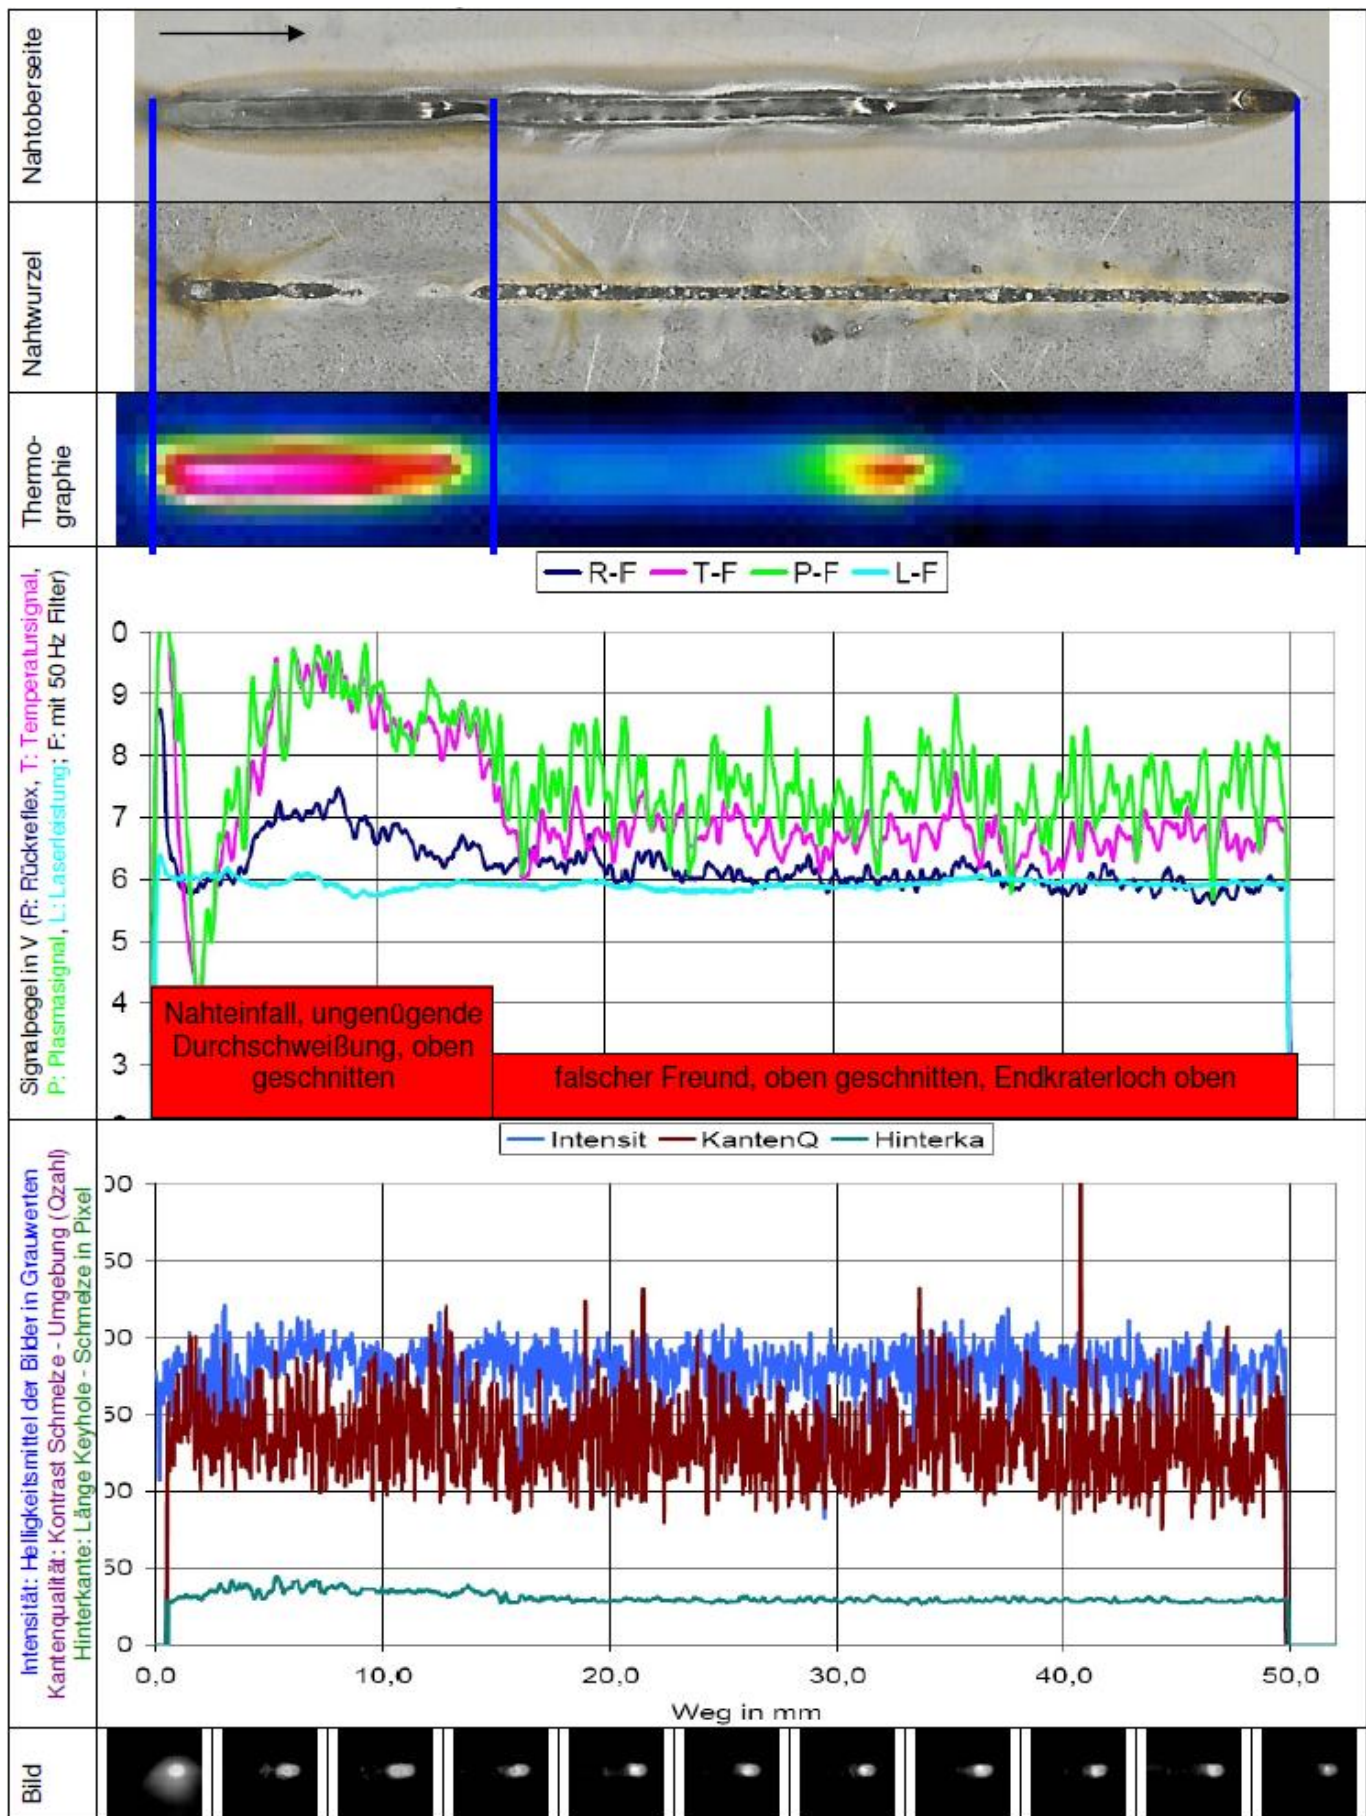 Nahtoberseite
Nahtwurzel
Thermo-
graphie
R-F T-F P-F L-F
Signalpegel in V (R: Rückreflex, T: Temperatursignal,
P: Plasmasignal, L: Laserleistung; F: mit 50 Hz Filter)
0
9
8
7
6
5
4
3
Nahteinfall, ungenügende
Durchschweißung, oben
geschnitten
falscher Freund, oben geschnitten, Endkraterloch oben
Intensit KantenQ Hinterka
Intensität: Helligkeitsmittel der Bilder in Grauwerten
Kantenqualität: Kontrast Schmelze - Umgebung (Qzahl)
Hinterkante: Länge Keyhole - Schmelze in Pixel
00
50
00
50
00
50
0
0,0 10,0 20,0 30,0 40,0 50,0
Weg in mm
Bild